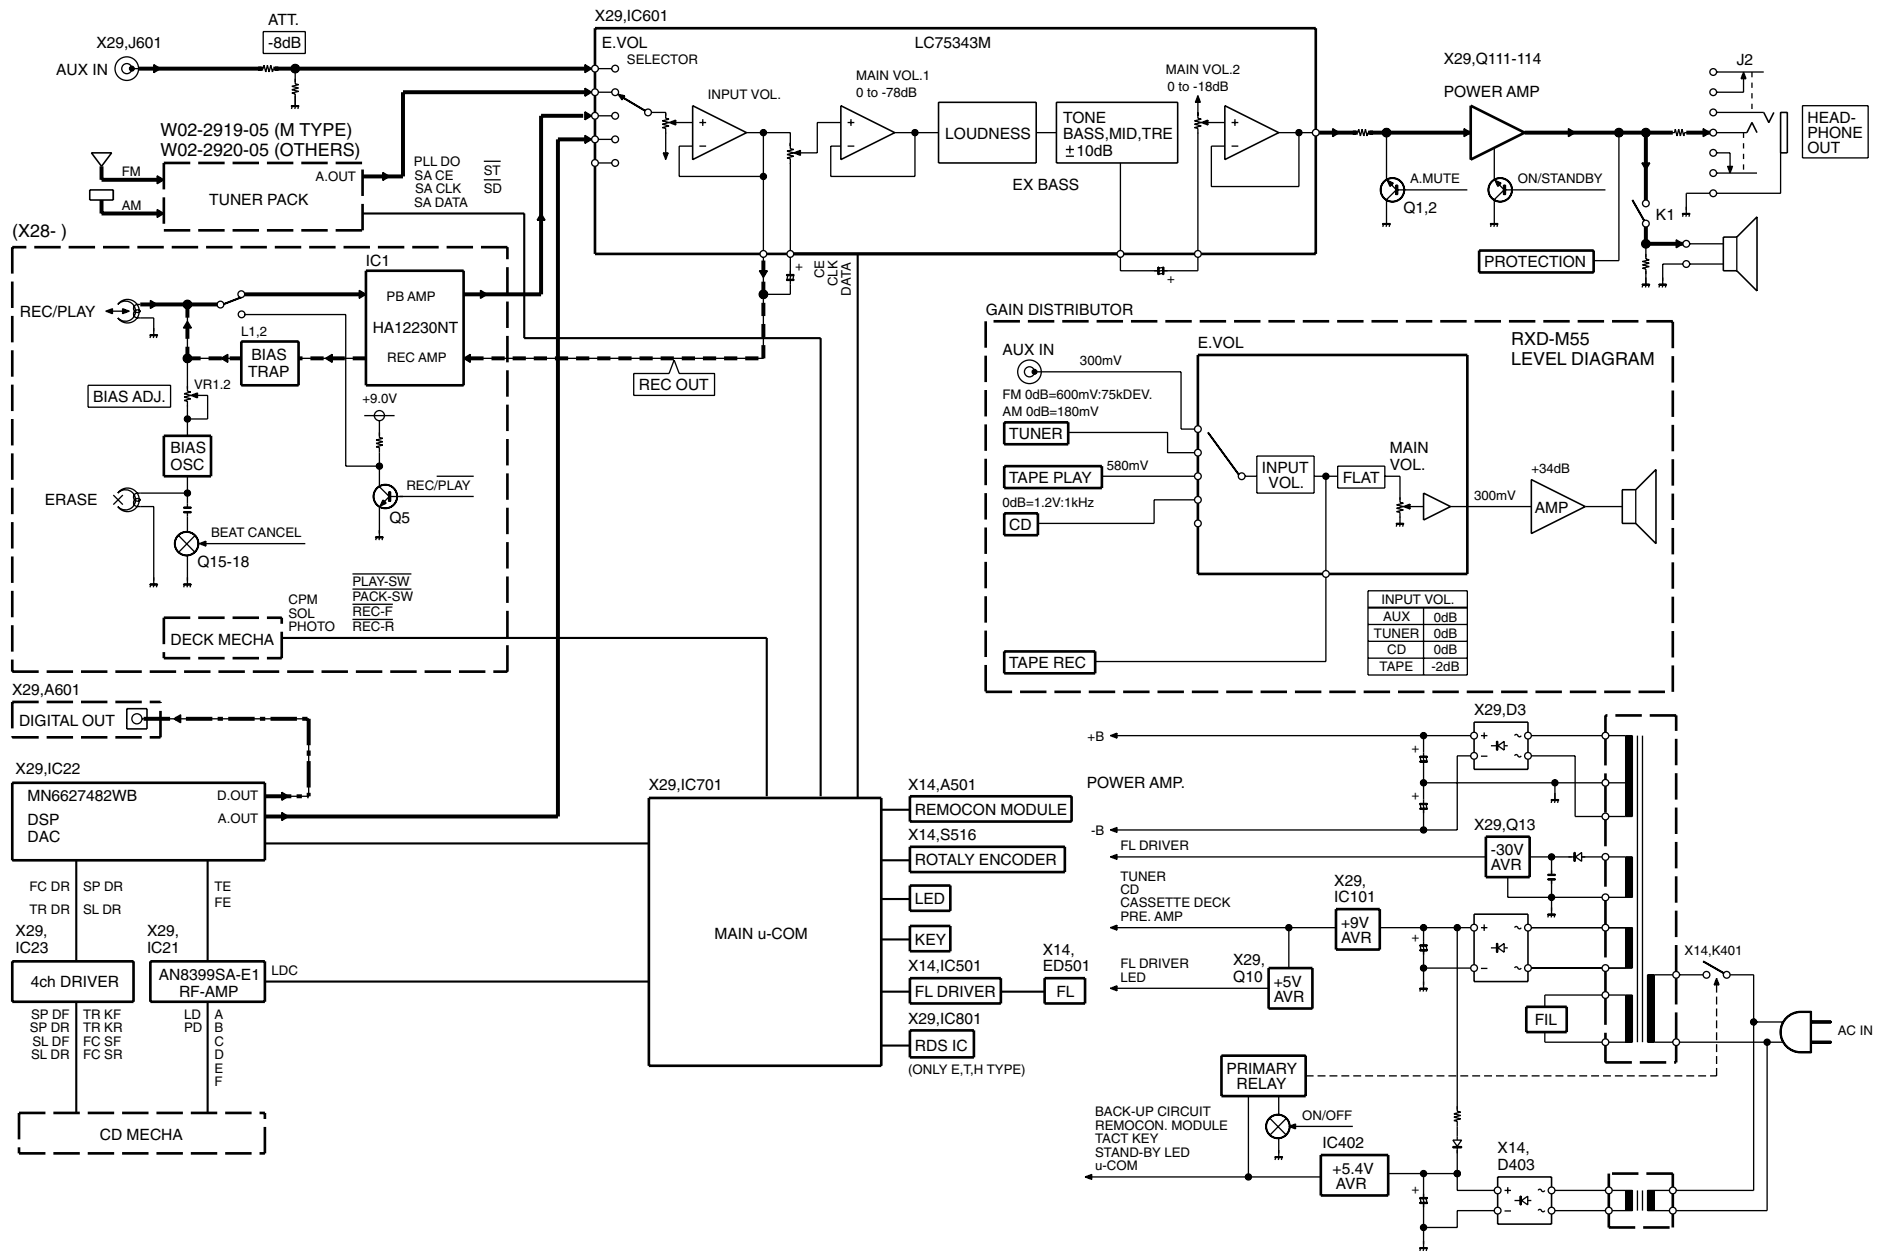 X29,J601
AUX IN
ATT.
-8dB
X29,IC601
E.VOL
SELECTOR
LC75343M
INPUT VOL.
MAIN VOL.1
0 to -78dB
LOUDNESS
TONE
BASS,MID,TRE
±10dB
EX BASS
MAIN VOL.2
0 to -18dB
+
−
+
−
+
−
X29,Q111-114
POWER AMP
A.MUTE
Q1,2
ON/STANDBY
PROTECTION
K1
J2
HEAD-
PHONE
OUT
W02-2919-05 (M TYPE)
W02-2920-05 (OTHERS)
FM
AM
A.OUT
TUNER PACK
PLL DO
SA CE
SA CLK
SA DATA
ST
SD
+
CE
CLK
DATA
+
(X28- )
IC1
PB AMP
HA12230NT
REC AMP
REC/PLAY
L1,2
BIAS
TRAP
BIAS ADJ.
VR1.2
BIAS
OSC
+9.0V
REC/PLAY
Q5
ERASE
BEAT CANCEL
Q15-18
REC OUT
CPM
SOL
PHOTO
PLAY-SW
PACK-SW
REC-F
REC-R
DECK MECHA
GAIN DISTRIBUTOR
RXD-M55
LEVEL DIAGRAM
AUX IN
300mV
E.VOL
FM 0dB=600mV:75kDEV.
AM 0dB=180mV
TUNER
TAPE PLAY
580mV
0dB=1.2V:1kHz
CD
INPUT
VOL.
FLAT
MAIN
VOL.
300mV
+34dB
AMP
TAPE REC
INPUT VOL.
AUX 0dB
TUNER 0dB
CD 0dB
TAPE -2dB
X29,A601
DIGITAL OUT
X29,IC22
MN6627482WB
DSP
DAC
D.OUT
A.OUT
FC DR SP DR
TR DR SL DR
TE
FE
X29,
IC23
4ch DRIVER
X29,
IC21
AN8399SA-E1
RF-AMP
LDC
SP DF TR KF
SP DR TR KR
SL DF FC SF
SL DR FC SR
LD A
PD B
C
D
E
F
CD MECHA
X29,IC701
MAIN u-COM
X14,A501
REMOCON MODULE
X14,S516
ROTALY ENCODER
LED
KEY
X14,IC501
FL DRIVER
X14,
ED501
FL
X29,IC801
RDS IC
(ONLY E,T,H TYPE)
X29,D3
+B
POWER AMP.
-B
+
+
+ ~
− ~
X29,Q13
FL DRIVER
-30V
AVR
TUNER
CD
CASSETTE DECK
PRE. AMP
X29,
IC101
+9V
AVR
+
+ ~
− ~
FL DRIVER
LED
X29,
Q10
+5V
AVR
FIL
X14,K401
AC IN
PRIMARY
RELAY
ON/OFF
BACK-UP CIRCUIT
REMOCON. MODULE
TACT KEY
STAND-BY LED
u-COM
IC402
+5.4V
AVR
X14,
D403
+
+ ~
− ~